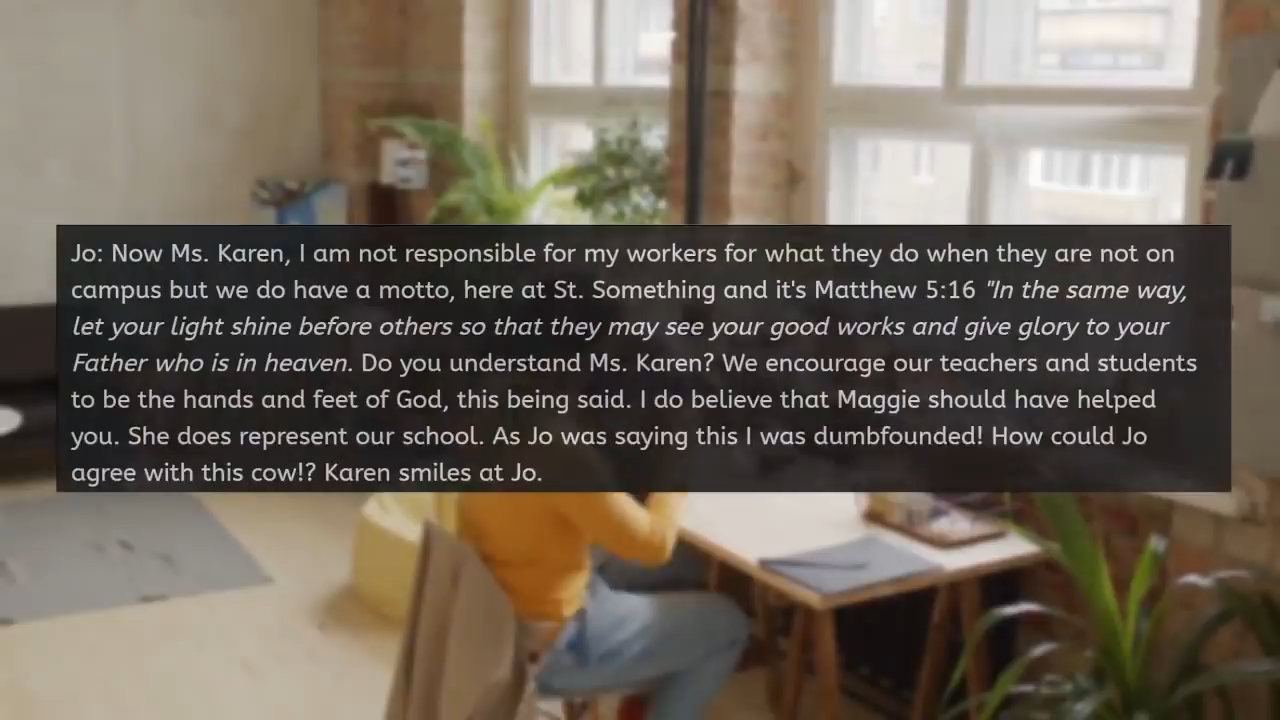 Jo: Now Ms. Karen, I am not responsible for my workers for what they do when they are not on
campus but we do have a motto, here at St. Something and it's Matthew 5:16 "In the same way,
let your light shine before others so that they may see your good works and give glory to your
Father who is in heaven. Do you understand Ms. Karen? We encourage our teachers and students
to be the hands and feet of God, this being said. I do believe that Maggie should have helped
you. She does represent our school. As Jo was saying this I was dumbfounded! How could Jo
agree with this cow!? Karen smiles at Jo.